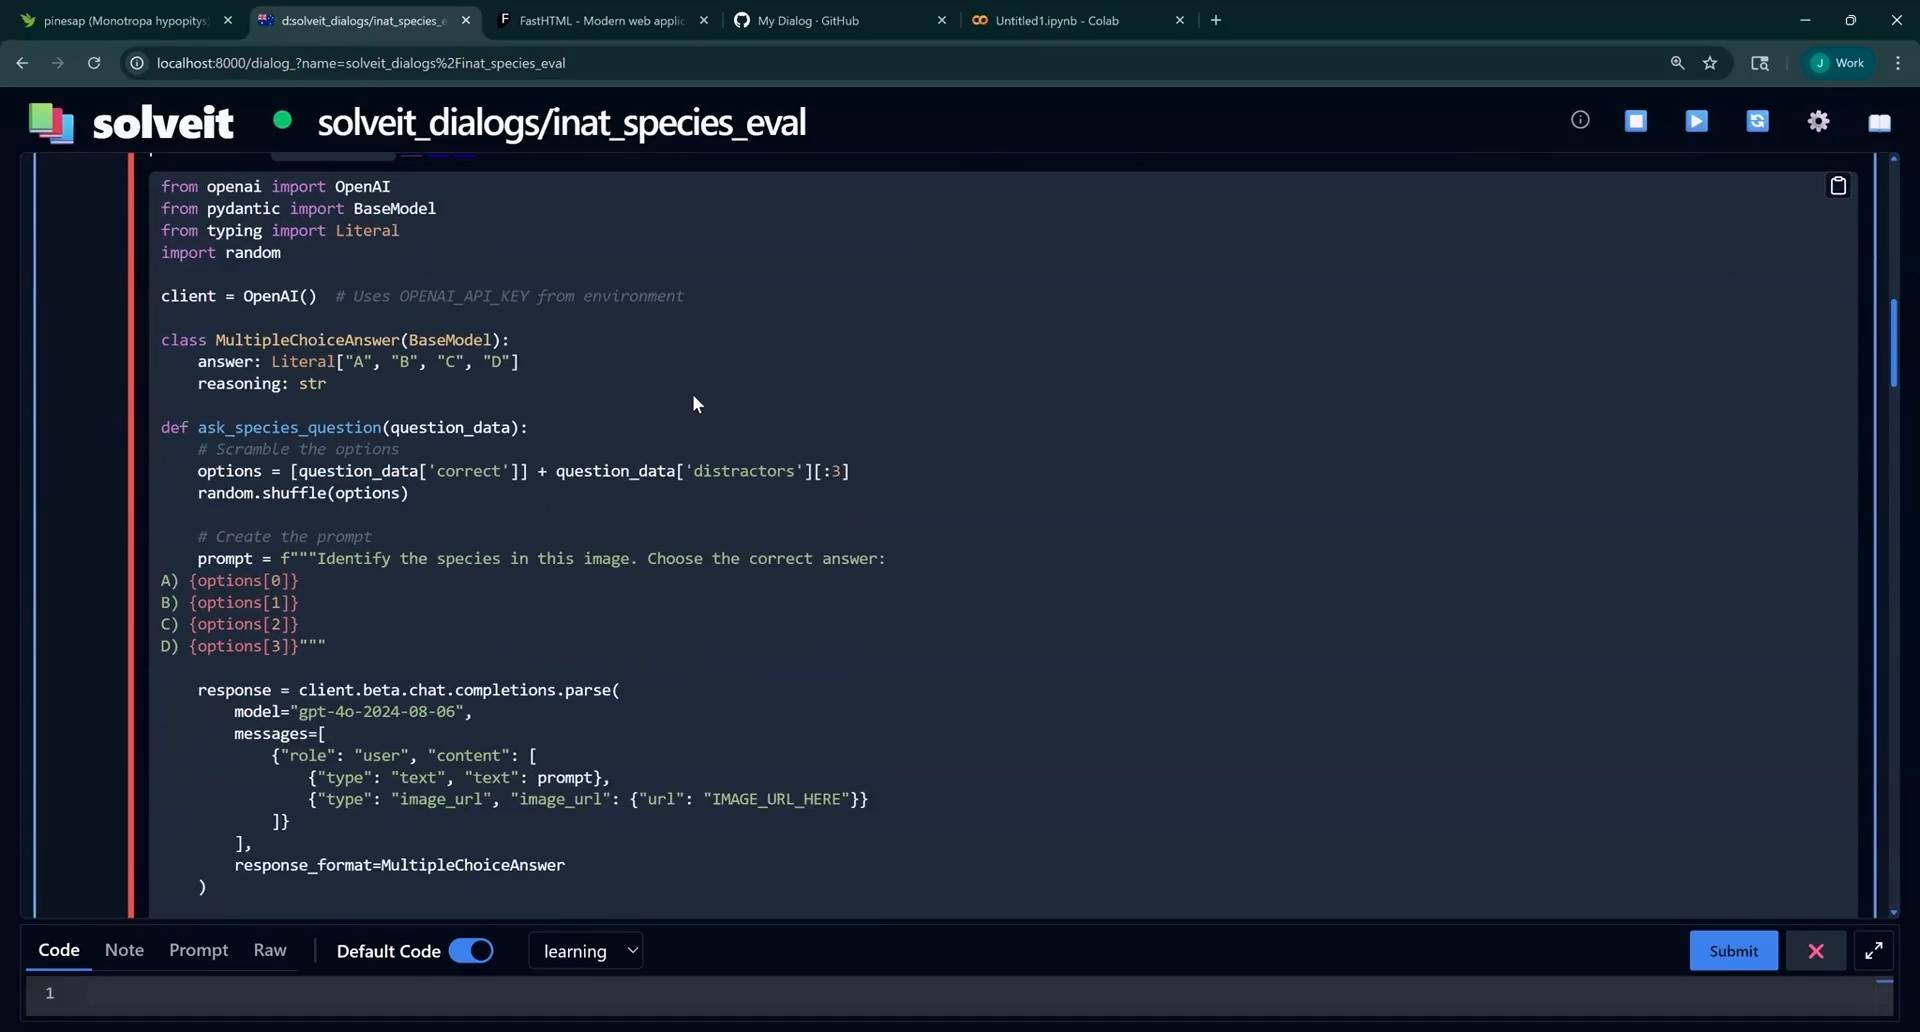 pinesap (Monotropa hypopitys)
d:solveit_dialogs/inat_species_e
FastHTML - Modern web applic
My Dialog · GitHub
Untitled1.ipynb - Colab
localhost:8000/dialog_?name=solveit_dialogs%2Finat_species_eval
J Work
solveit
solveit_dialogs/inat_species_eval
from openai import OpenAI
from pydantic import BaseModel
from typing import Literal
import random
client = OpenAI()  # Uses OPENAI_API_KEY from environment
class MultipleChoiceAnswer(BaseModel):
    answer: Literal["A", "B", "C", "D"]
    reasoning: str
def ask_species_question(question_data):
    # Scramble the options
    options = [question_data['correct']] + question_data['distractors'][:3]
    random.shuffle(options)
    # Create the prompt
    prompt = f"""Identify the species in this image. Choose the correct answer:
A) {options[0]}
B) {options[1]}
C) {options[2]}
D) {options[3]}"""
    response = client.beta.chat.completions.parse(
        model="gpt-4o-2024-08-06",
        messages=[
            {"role": "user", "content": [
                {"type": "text", "text": prompt},
                {"type": "image_url", "image_url": {"url": "IMAGE_URL_HERE"}}
            ]}
        ],
        response_format=MultipleChoiceAnswer
    )
Code Note Prompt Raw Default Code learning Submit
1